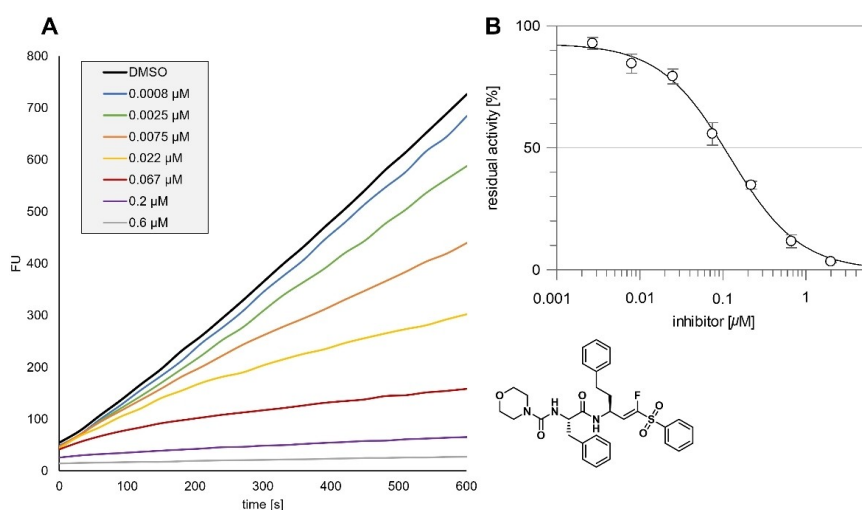 A
800
700
600
500
400
300
200
100
0
FU
DMSO
0.0008 µM
0.0025 µM
0.0075 µM
0.022 µM
0.067 µM
0.2 µM
0.6 µM
0 100 200 300 400 500 600
time [s]
B
100
50
0
residual activity [%]
0.001 0.01 0.1 1
inhibitor [µM]
O
N
O
H
N
O
N
H
F
O
S
O